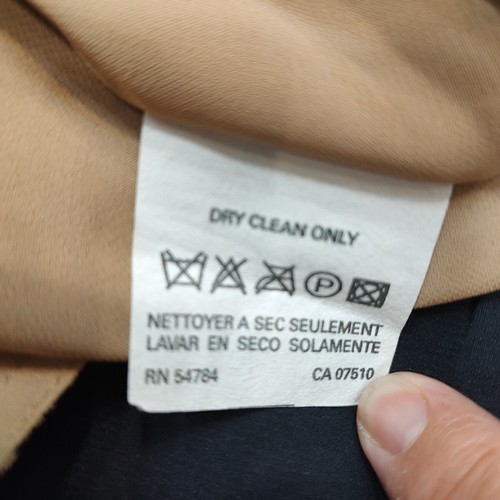 DRY CLEAN ONLY
P
NETTOYER A SEC SEULEMENT
LAVAR EN SECO SOLAMENTE
RN 54784 CA 07510